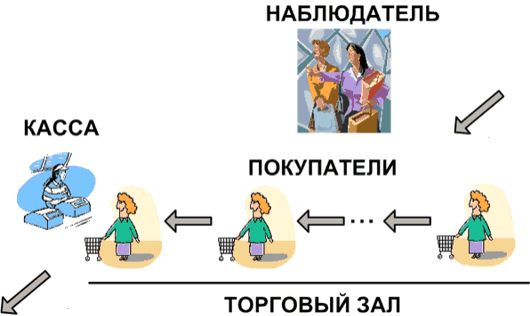 НАБЛЮДАТЕЛЬ
КАССА
ПОКУПАТЕЛИ
...
ТОРГОВЫЙ ЗАЛ